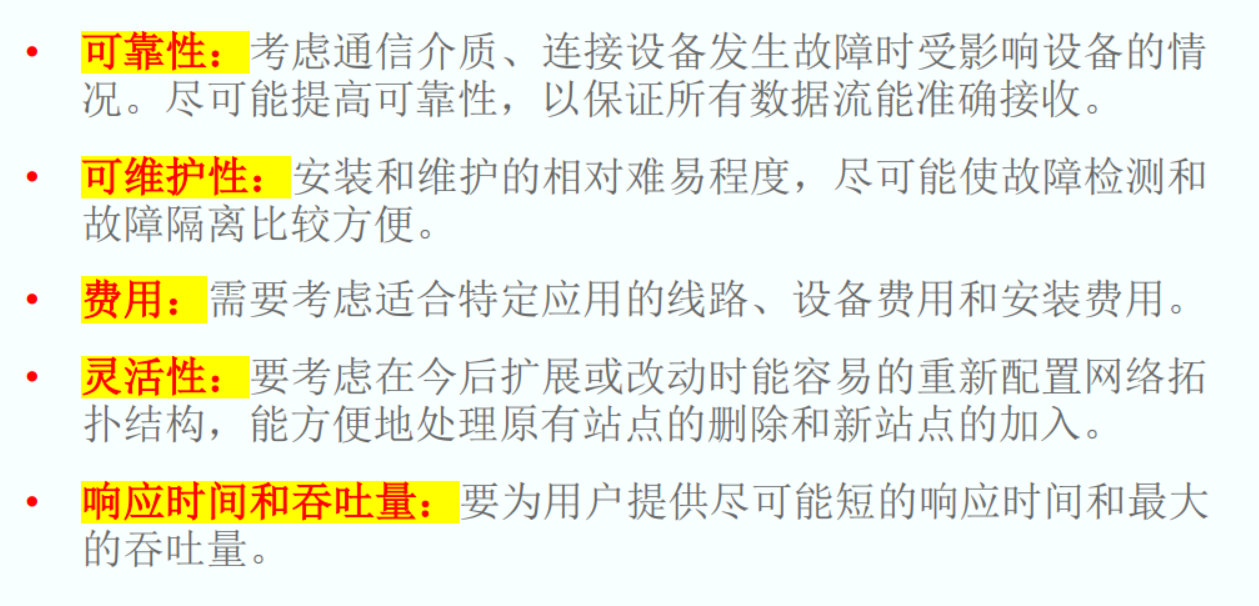 • 可靠性：考虑通信介质、连接设备发生故障时受影响设备的情
况。尽可能提高可靠性，以保证所有数据流能准确接收。
• 可维护性：安装和维护的相对难易程度，尽可能使故障检测和
故障隔离比较方便。
• 费用：需要考虑适合特定应用的线路、设备费用和安装费用。
• 灵活性：要考虑在今后扩展或改动时能容易的重新配置网络拓
扑结构，能方便地处理原有站点的删除和新站点的加入。
• 响应时间和吞吐量：要为用户提供尽可能短的响应时间和最大
的吞吐量。